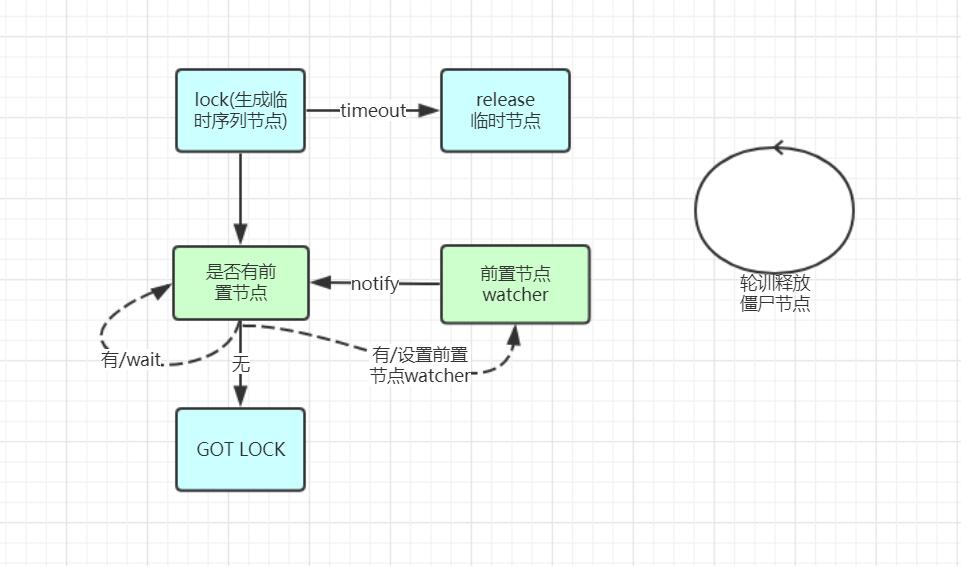 lock(生成临
时序列节点)
timeout
release
临时节点
是否有前
置节点
notify
前置节点
watcher
轮训释放
僵尸节点
有/wait
无
有/设置前置
节点watcher
GOT LOCK